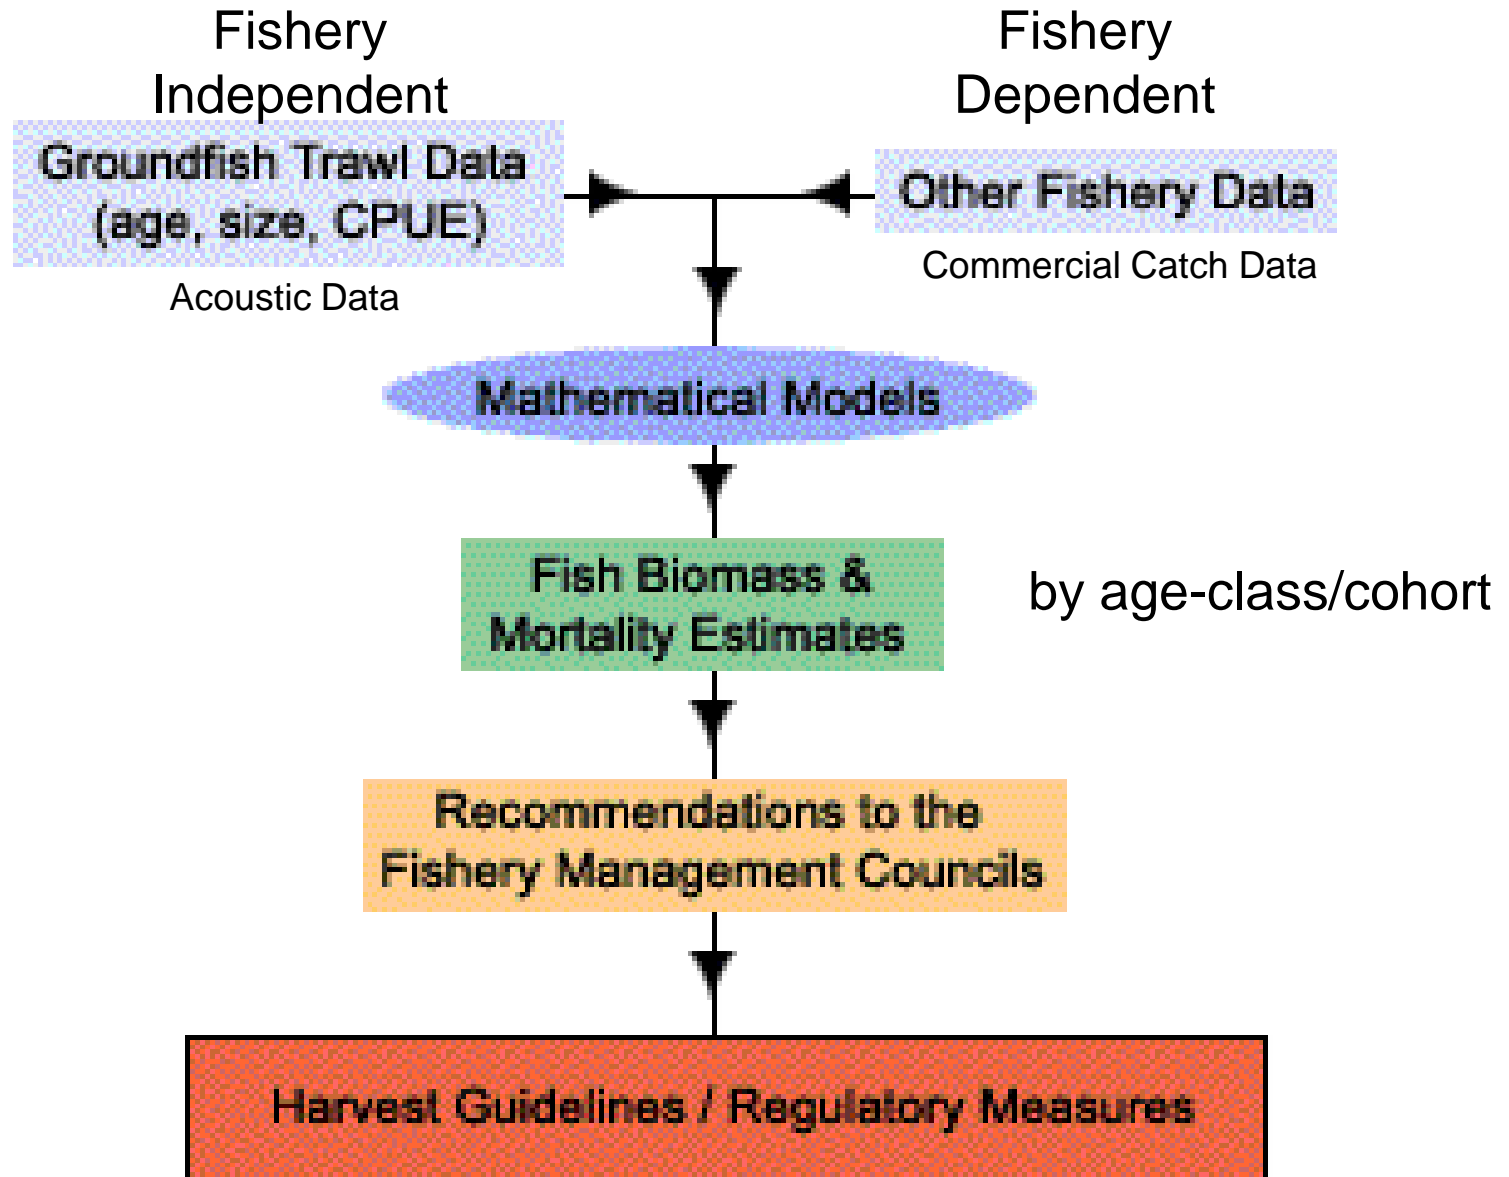 Fishery
Independent
Fishery
Dependent
Groundfish Trawl Data
(age, size, CPUE)
Other Fishery Data
Acoustic Data
Commercial Catch Data
Mathematical Models
Fish Biomass &
Mortality Estimates
by age-class/cohort
Recommendations to the
Fishery Management Councils
Harvest Guidelines / Regulatory Measures